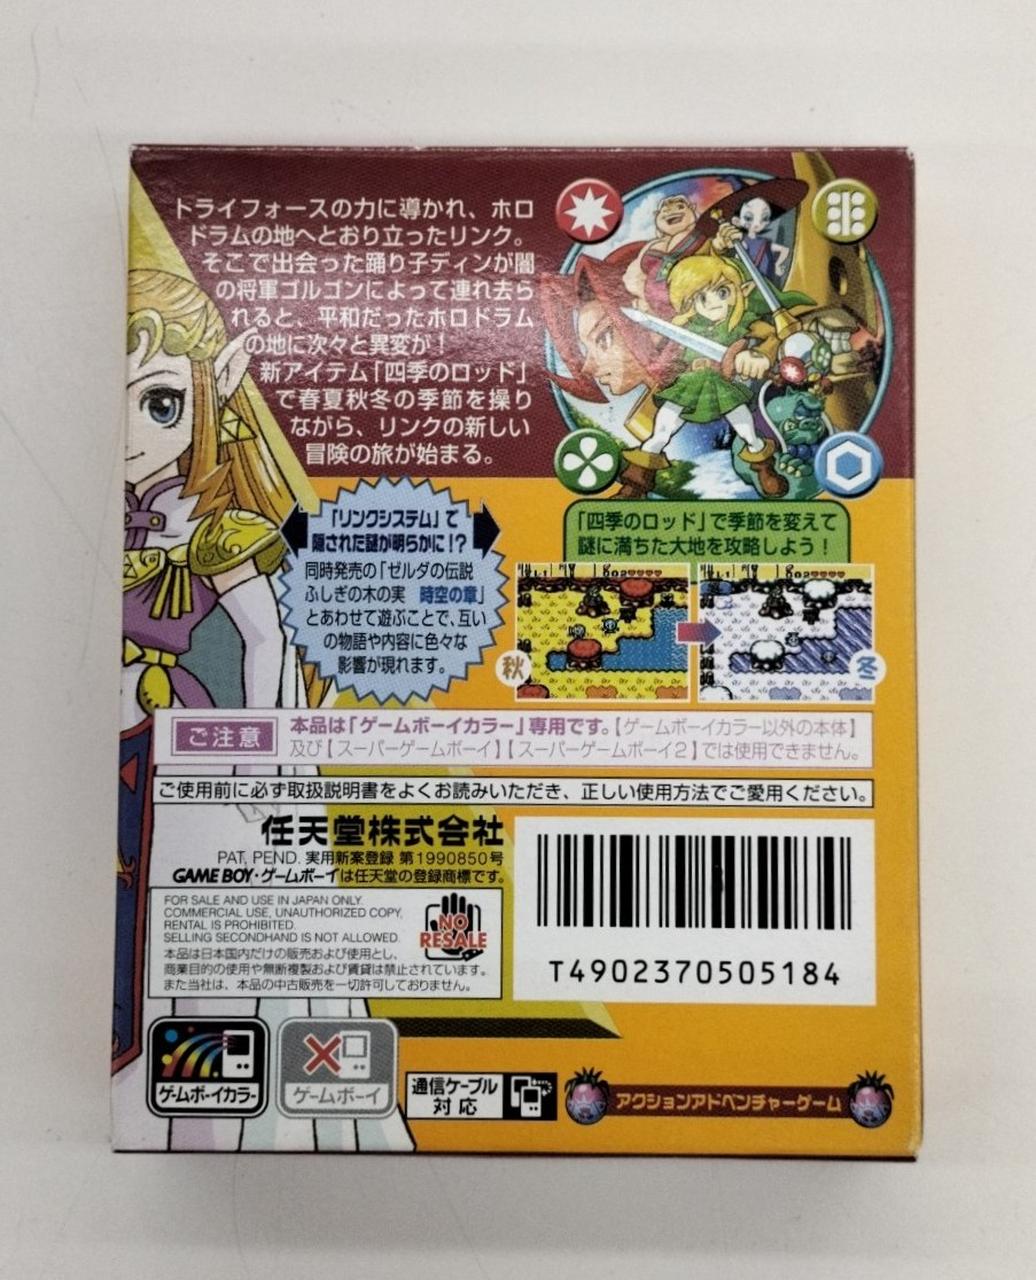 トライフォースの力に導かれ、ホロ
ドラムの地へとおり立ったリンク。
そこで出会った踊り子ディンが闇
の将軍ゴルゴンによって連れ去ら
れると、平和だったホロドラム
の地に次々と異変が！
新アイテム「四季のロッド」
で春夏秋冬の季節を操り
ながら、リンクの新しい
冒険の旅が始まる。
「リンクシステム」で
隠された謎が明らかに!?
同時発売の「ゼルダの伝説
ふしぎの木の実　時空の章」
とあわせて遊ぶことで、互い
の物語や内容に色々な
影響が現れます。
「四季のロッド」で季節を変えて
謎に満ちた大地を攻略しよう！
秋
冬
ご注意
本品は「ゲームボーイカラー」専用です。【ゲームボーイカラー以外の本体】
及び【スーパーゲームボーイ】【スーパーゲームボーイ2】では使用できません。
ご使用前に必ず取扱説明書をよくお読みいただき、正しい使用方法でご愛用ください。
任天堂株式会社
PAT. PEND. 実用新案登録 第1990850号
GAME BOY・ゲームボーイは任天堂の登録商標です。
FOR SALE AND USE IN JAPAN ONLY.
COMMERCIAL USE, UNAUTHORIZED COPY,
RENTAL IS PROHIBITED.
SELLING SECONDHAND IS NOT ALLOWED.
本品は日本国内だけの販売および使用とし、
商業目的の使用や無断複製および賃貸は禁止されています。
また当社は、本品の中古販売を一切許可しておりません。
NO
RESALE
T4902370505184
ゲームボーイカラー
ゲームボーイ
通信ケーブル
対応
アクションアドベンチャーゲーム